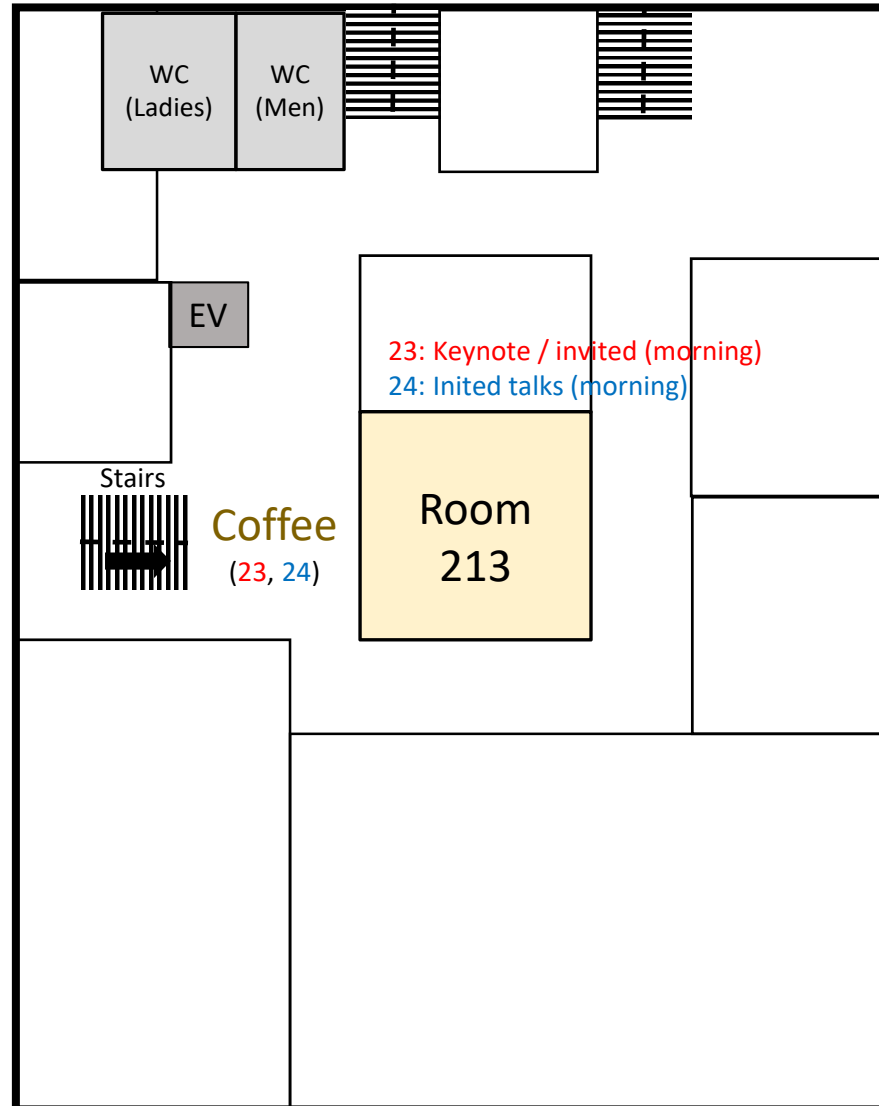 WC
(Ladies)
WC
(Men)
EV
23: Keynote / invited (morning)
24: Inited talks (morning)
Stairs
Coffee
(23, 24)
Room
213